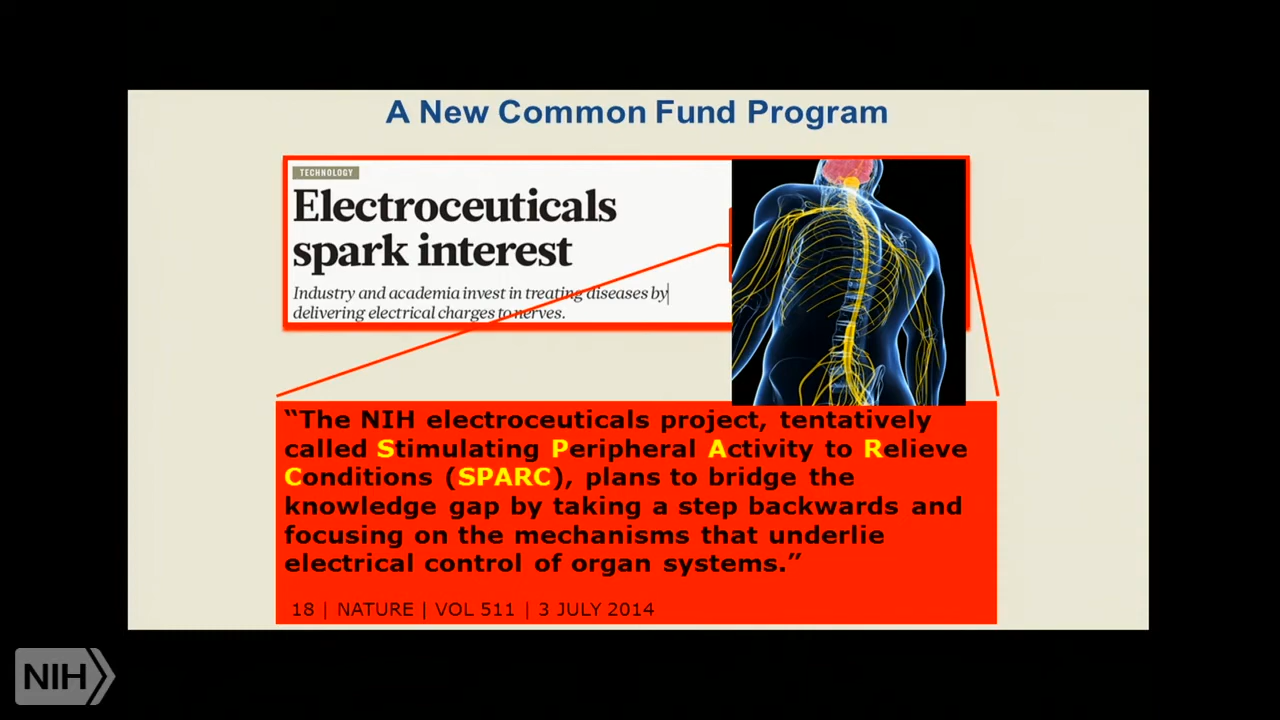 A New Common Fund Program
TECHNOLOGY
Electroceuticals
spark interest
Industry and academia invest in treating diseases by
delivering electrical charges to nerves.
“The NIH electroceuticals project, tentatively
called Stimulating Peripheral Activity to Relieve
Conditions (SPARC), plans to bridge the
knowledge gap by taking a step backwards and
focusing on the mechanisms that underlie
electrical control of organ systems.”
18 | NATURE | VOL 511 | 3 JULY 2014
NIH